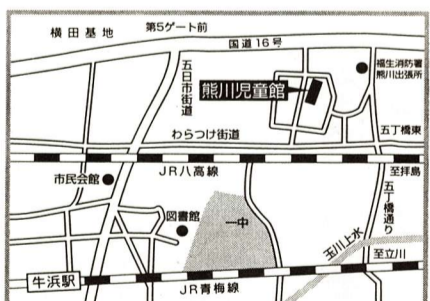 横田基地
第5ゲート前
国道16号
五日市街道
熊川児童館
福生消防署
熊川出張所
わらつけ街道
五丁橋東
JR八高線
至拝島
市民会館
五丁橋通り
図書館
一中
玉川上水
至立川
牛浜駅
JR青梅線